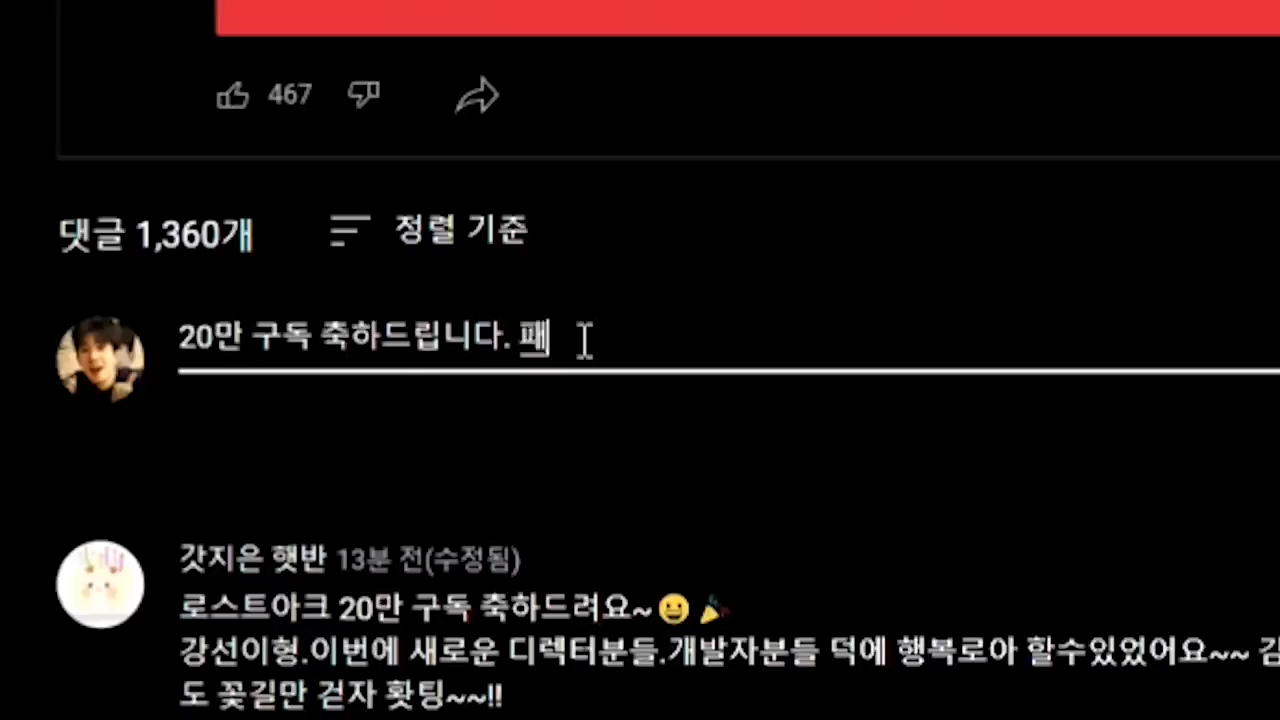 467
댓글 1,360개 정렬 기준
20만 구독 축하드립니다. 패
갓지은 햇반 13분 전(수정됨)
로스트아크 20만 구독 축하드려요~😀🎉
강선이형.이번에 새로운 디렉터분들.개발자분들 덕에 행복로아 할수있었어요~~
도 꽃길만 걷자 홧팅~~!!